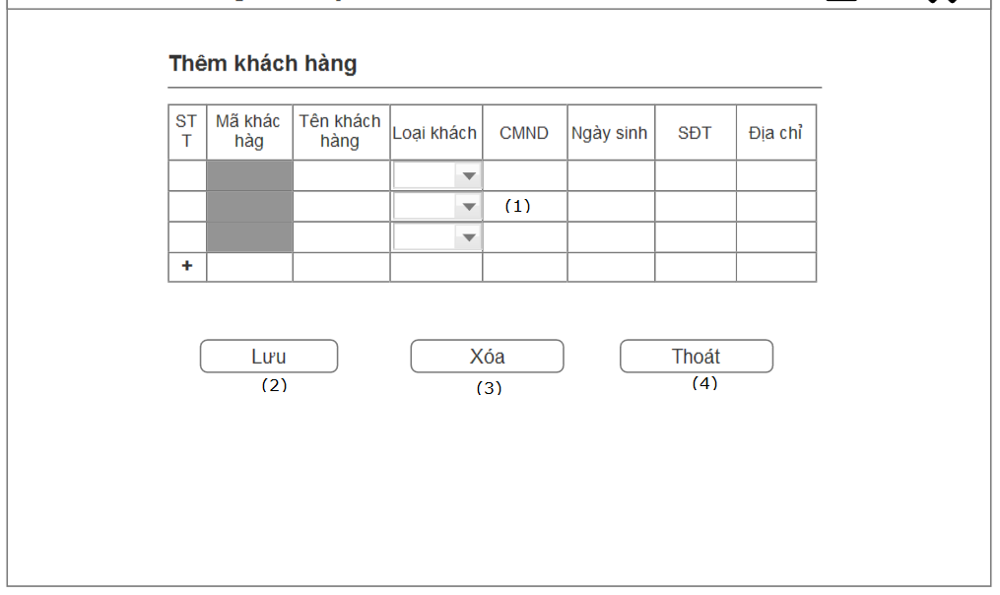 Thêm khách hàng
ST
T
Mã khác
hàg
Tên khách
hàng
Loại khách
CMND
Ngày sinh
SĐT
Địa chỉ
(1)
+
Lưu
Xóa
Thoát
(2)
(3)
(4)